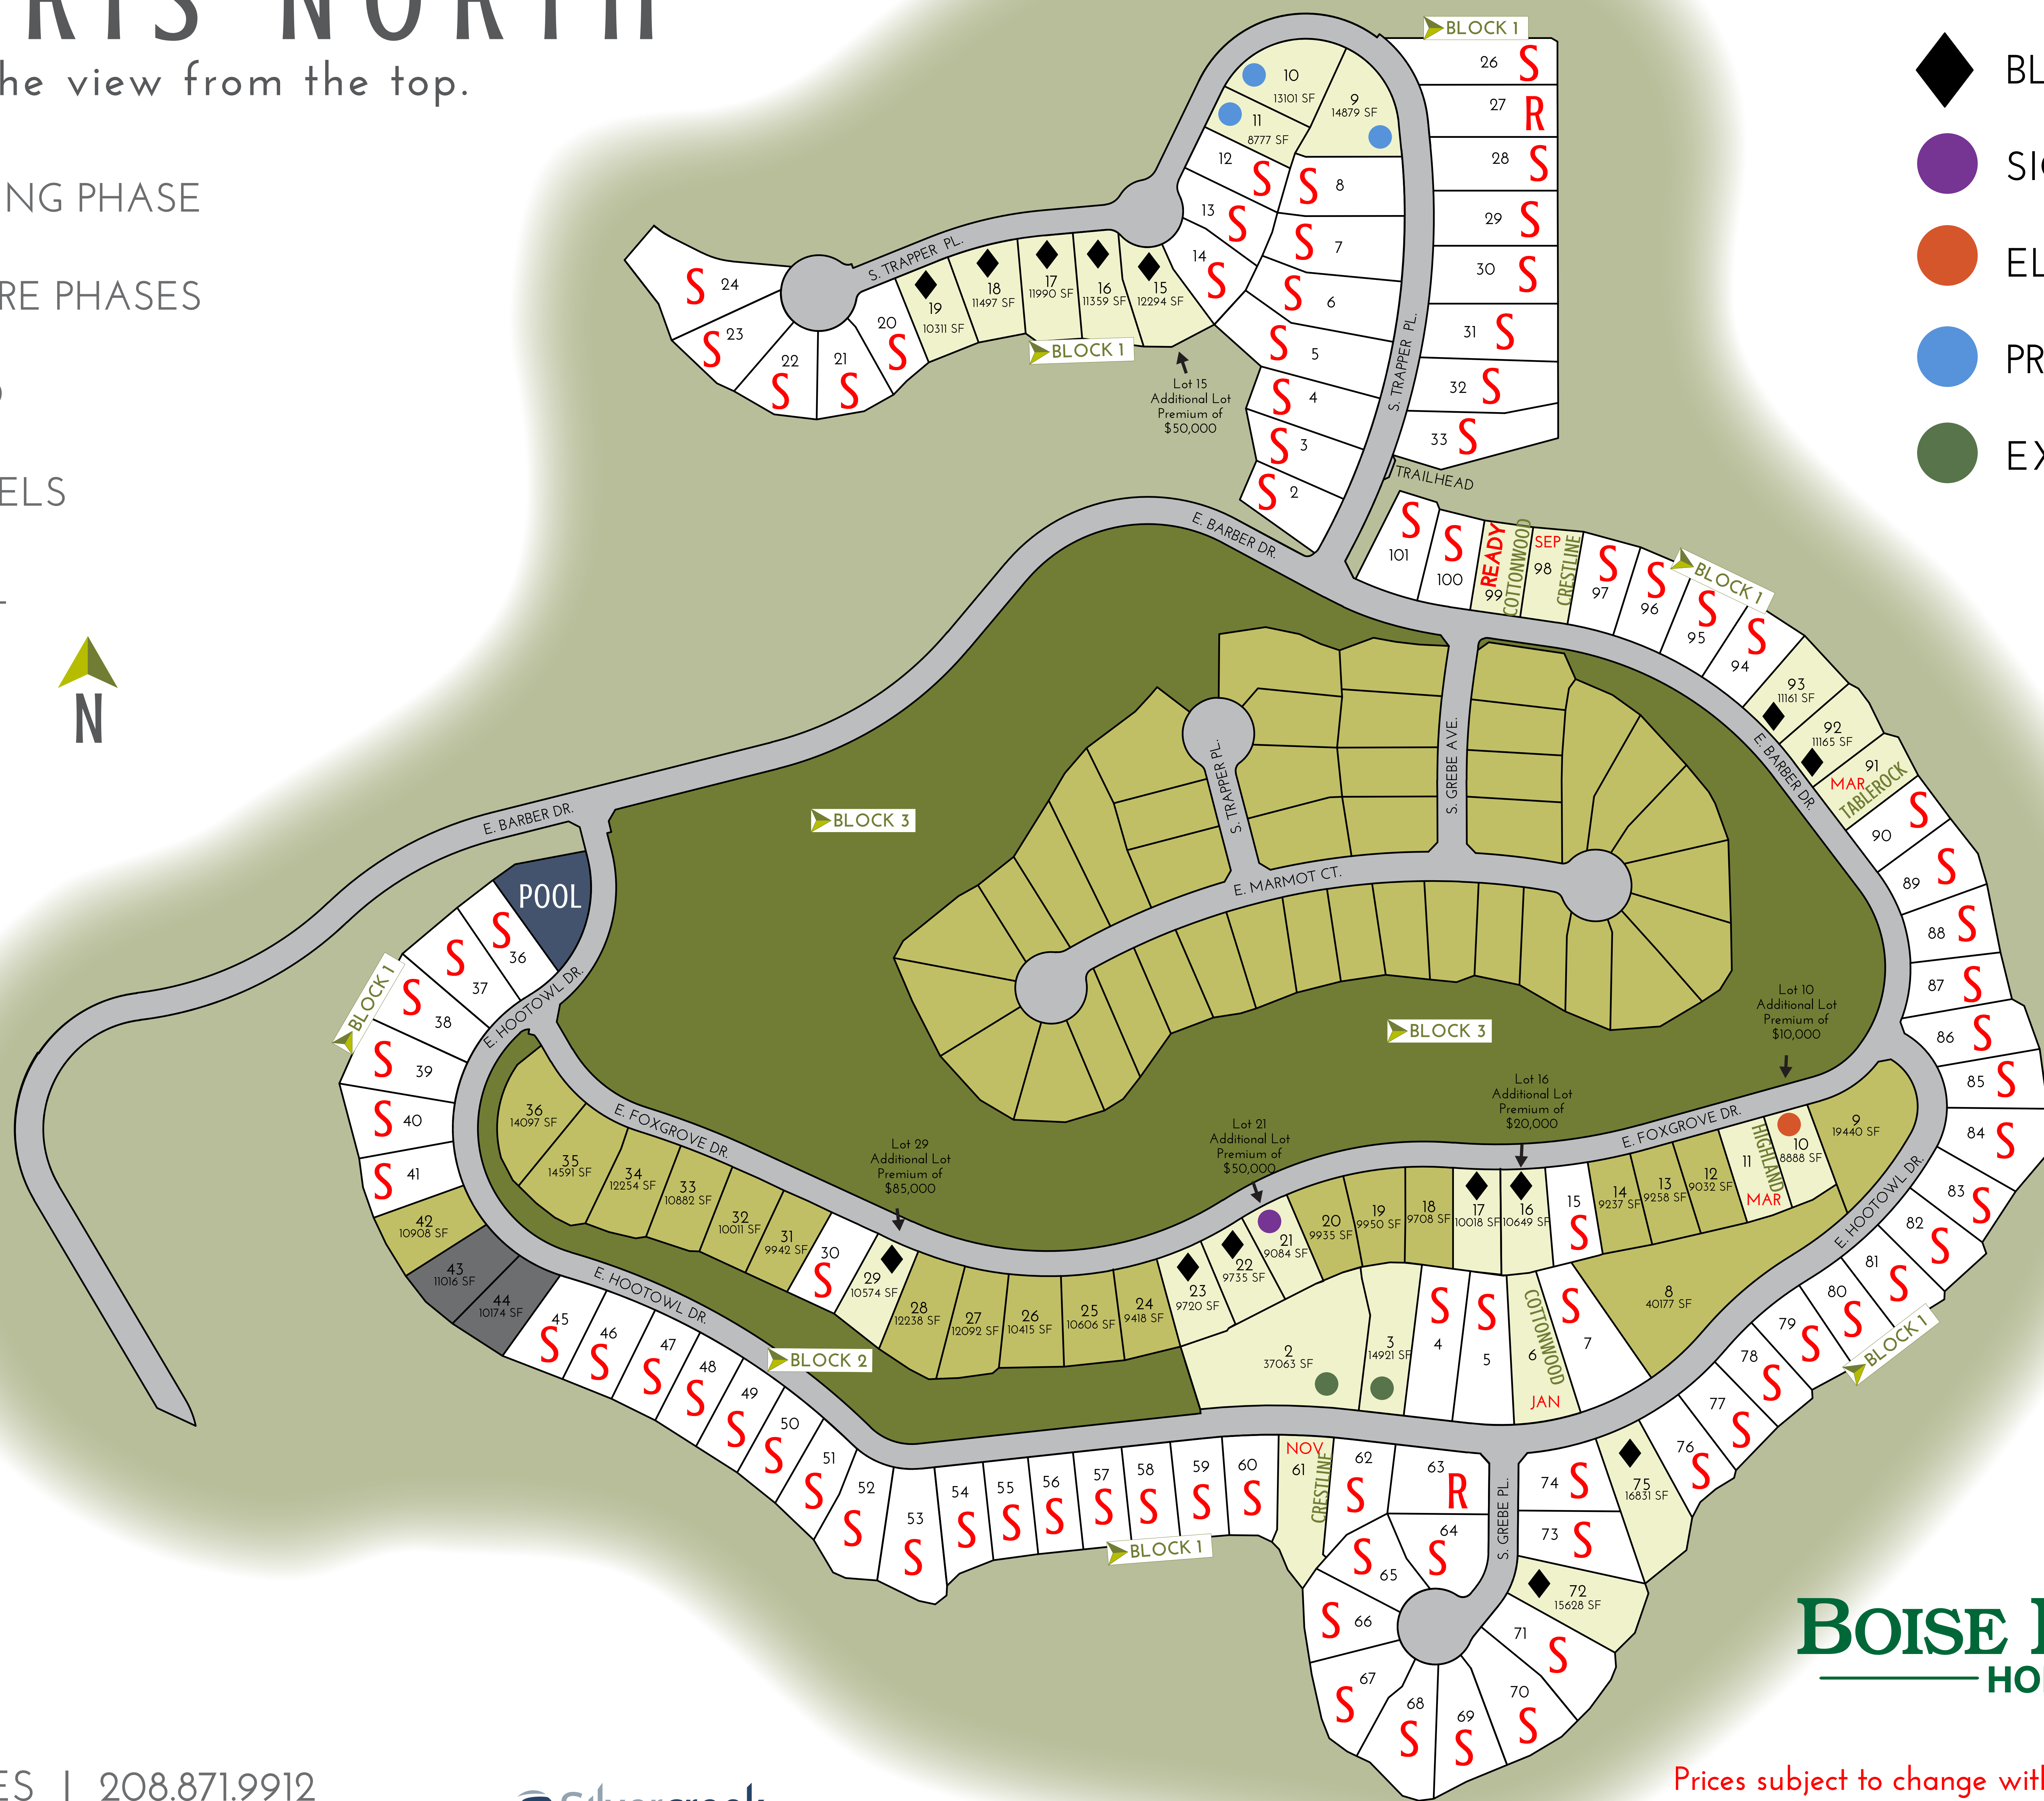 RIS NORTH
he view from the top.
NG PHASE
RE PHASES
ELS
N
BL
SIG
EL
PR
EX
BLOCK 1
26 S
27 R
28 S
29 S
30 S
31 S
32 S
33 S
TRAILHEAD
10
13101 SF
9
14879 SF
11
8777 SF
12 S
13 S
14 S
S 8
S 7
S 6
S 5
S 4
S 3
S 2
S. TRAPPER PL.
S. TRAPPER PL.
S 24
S 23
22 S
21 S
20 S
19
10311 SF
18
11497 SF
17
11990 SF
16
11359 SF
15
12294 SF
BLOCK 1
Lot 15
Additional Lot
Premium of
$50,000
E. BARBER DR.
S 101
S 100
READY
COTTONWOOD
99
SEP
98
CRESTLINE
S 97
S 96
S 95
S 94
BLOCK 1
93
11161 SF
92
11165 SF
91
MAR
TABLEROCK
E. BARBER DR.
90 S
89 S
88 S
87 S
86 S
85 S
84 S
83 S
82 S
81 S
80 S
79 S
78 S
77 S
76 S
BLOCK 1
S. TRAPPER PL.
S. GREBE AVE.
E. MARMOT CT.
BLOCK 3
BLOCK 3
E. BARBER DR.
POOL
S 36
S 37
S 38
S 39
S 40
S 41
BLOCK 1
E. HOOTOWL DR.
42
10908 SF
43
11016 SF
44
10174 SF
36
14097 SF
35
14591 SF
34
12254 SF
33
10882 SF
32
10011 SF
31
9942 SF
30
S
29
10574 SF
28
12238 SF
27
12092 SF
26
10415 SF
25
10606 SF
24
9418 SF
23
9720 SF
22
9735 SF
21
9084 SF
20
9935 SF
19
9950 SF
18
9708 SF
17
10018 SF
16
10649 SF
15
S
14
9237 SF
13
9258 SF
12
9032 SF
11
HIGHLAND
MAR
10
8888 SF
9
19440 SF
8
40177 SF
E. FOXGROVE DR.
E. FOXGROVE DR.
Lot 29
Additional Lot
Premium of
$85,000
Lot 21
Additional Lot
Premium of
$50,000
Lot 16
Additional Lot
Premium of
$20,000
Lot 10
Additional Lot
Premium of
$10,000
E. HOOTOWL DR.
E. HOOTOWL DR.
BLOCK 2
2
37063 SF
3
14921 SF
S 4
S 5
COTTONWOOD
6
JAN
S 7
45 S
46 S
47 S
48 S
49 S
50 S
51 S
52 S
53 S
54 S
55 S
56 S
57 S
58 S
59 S
60 S
NOV
61
CRESTLINE
62 S
63 R
64 S
S 65
S 66
67 S
68 S
69 S
70 S
71 S
72
15628 SF
73 S
74 S
75
16831 SF
S. GREBE PL.
BLOCK 1
BOISE
HO
Prices subject to change wit
ES | 208.871.9912
Silvercreek